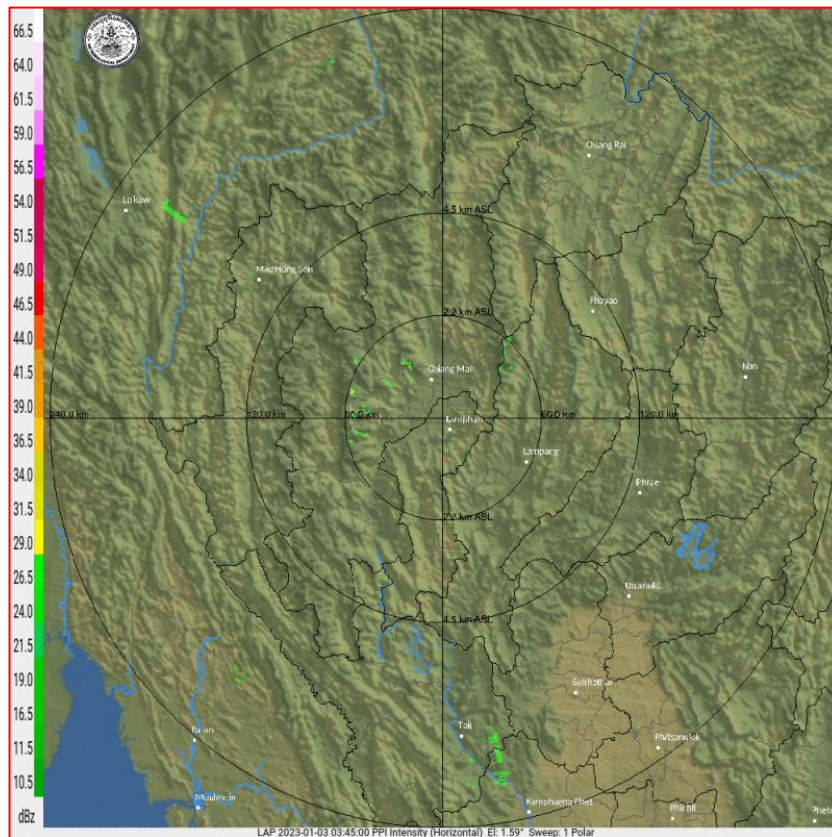 66.5
64.0
61.5
59.0
56.5
54.0
51.5
49.0
46.5
44.0
41.5
39.0
36.5
34.0
31.5
29.0
26.5
24.0
21.5
19.0
16.5
14.0
11.5
10.5
dBz
Chiang Rai
Loikaw
4.5 km ASL
Mae Hong Son
Phayao
2.2 km ASL
Chiang Mai
Nan
240.0 km
120.0 km
60.0 km
60.0 km
120.0 km
Lamphun
Lampang
Phrae
2.2 km ASL
Uttaradit
4.5 km ASL
Sukhothai
Tak
Phitsanulok
Pa'an
Moulmein
Kamphaeng Phet
Phichit
LAP 2023-01-03 03:45:00 PPI Intensity (Horizontal) El: 1.59° Sweep: 1 Polar